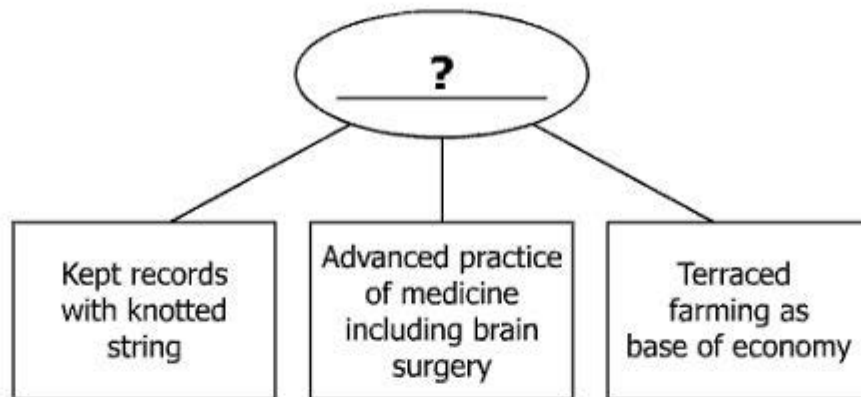 ?
Kept records
with knotted
string
Advanced practice
of medicine
including brain
surgery
Terraced
farming as
base of economy